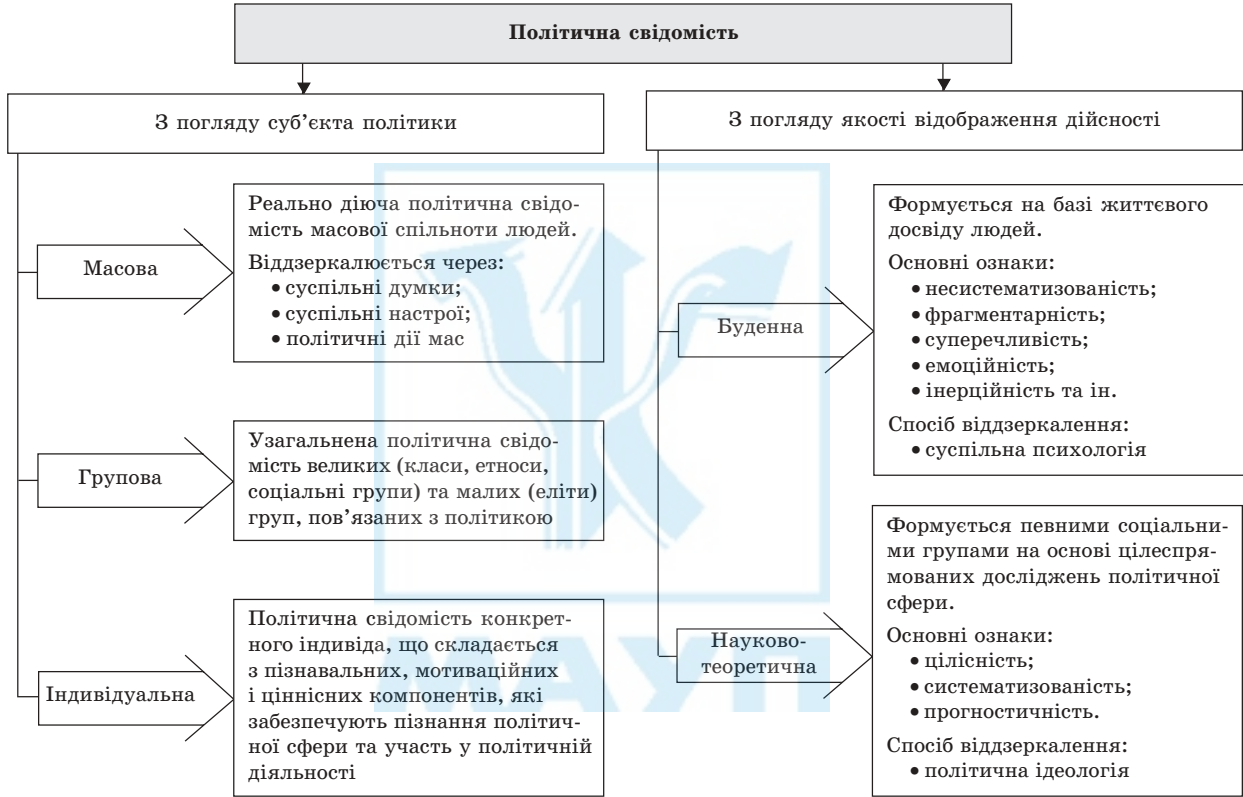 Політична свідомість
З погляду суб’єкта політики
Масова
Реально діюча політична свідо-
мість масової спільноти людей.
Віддзеркалюється через:
• суспільні думки;
• суспільні настрої;
• політичні дії мас
Групова
Узагальнена політична свідо-
мість великих (класи, етноси,
соціальні групи) та малих (еліти)
груп, пов’язаних з політикою
Індивідуальна
Політична свідомість конкрет-
ного індивіда, що складається
з пізнавальних, мотиваційних
і ціннісних компонентів, які
забезпечують пізнання політич-
ної сфери та участь у політичній
діяльності
З погляду якості відображення дійсності
Буденна
Формується на базі життєвого
досвіду людей.
Основні ознаки:
• несистематизованість;
• фрагментарність;
• суперечливість;
• емоційність;
• інерційність та ін.
Спосіб віддзеркалення:
• суспільна психологія
Науково-
теоретична
Формується певними соціальни-
ми групами на основі цілеспря-
мованих досліджень політичної
сфери.
Основні ознаки:
• цілісність;
• систематизованість;
• прогностичність.
Спосіб віддзеркалення:
• політична ідеологія
МАУП